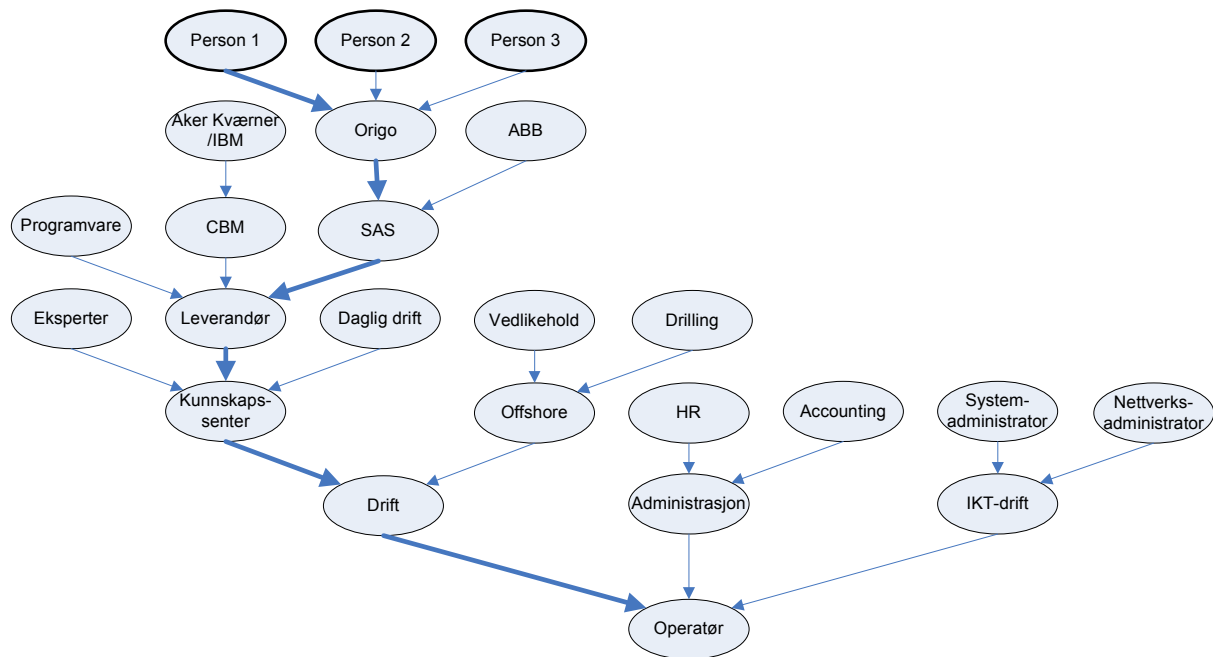 Person 1
Person 2
Person 3
Aker Kværner
/IBM
Origo
ABB
Programvare
CBM
SAS
Eksperter
Leverandør
Daglig drift
Vedlikehold
Drilling
Kunnskaps-
senter
Offshore
HR
Accounting
System-
administrator
Nettverks-
administrator
Drift
Administrasjon
IKT-drift
Operatør